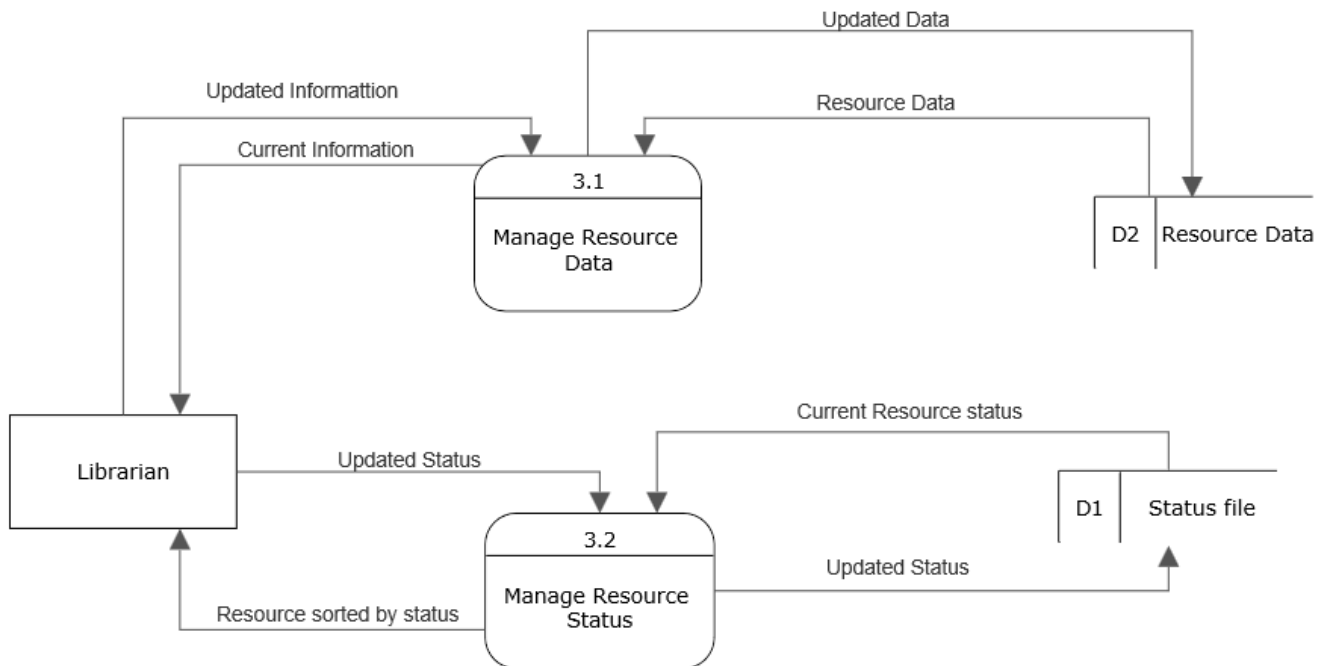 Updated Data
Updated Informattion
Resource Data
Current Information
3.1
Manage Resource
Data
D2
Resource Data
Current Resource status
Librarian
Updated Status
D1
Status file
3.2
Manage Resource
Status
Updated Status
Resource sorted by status